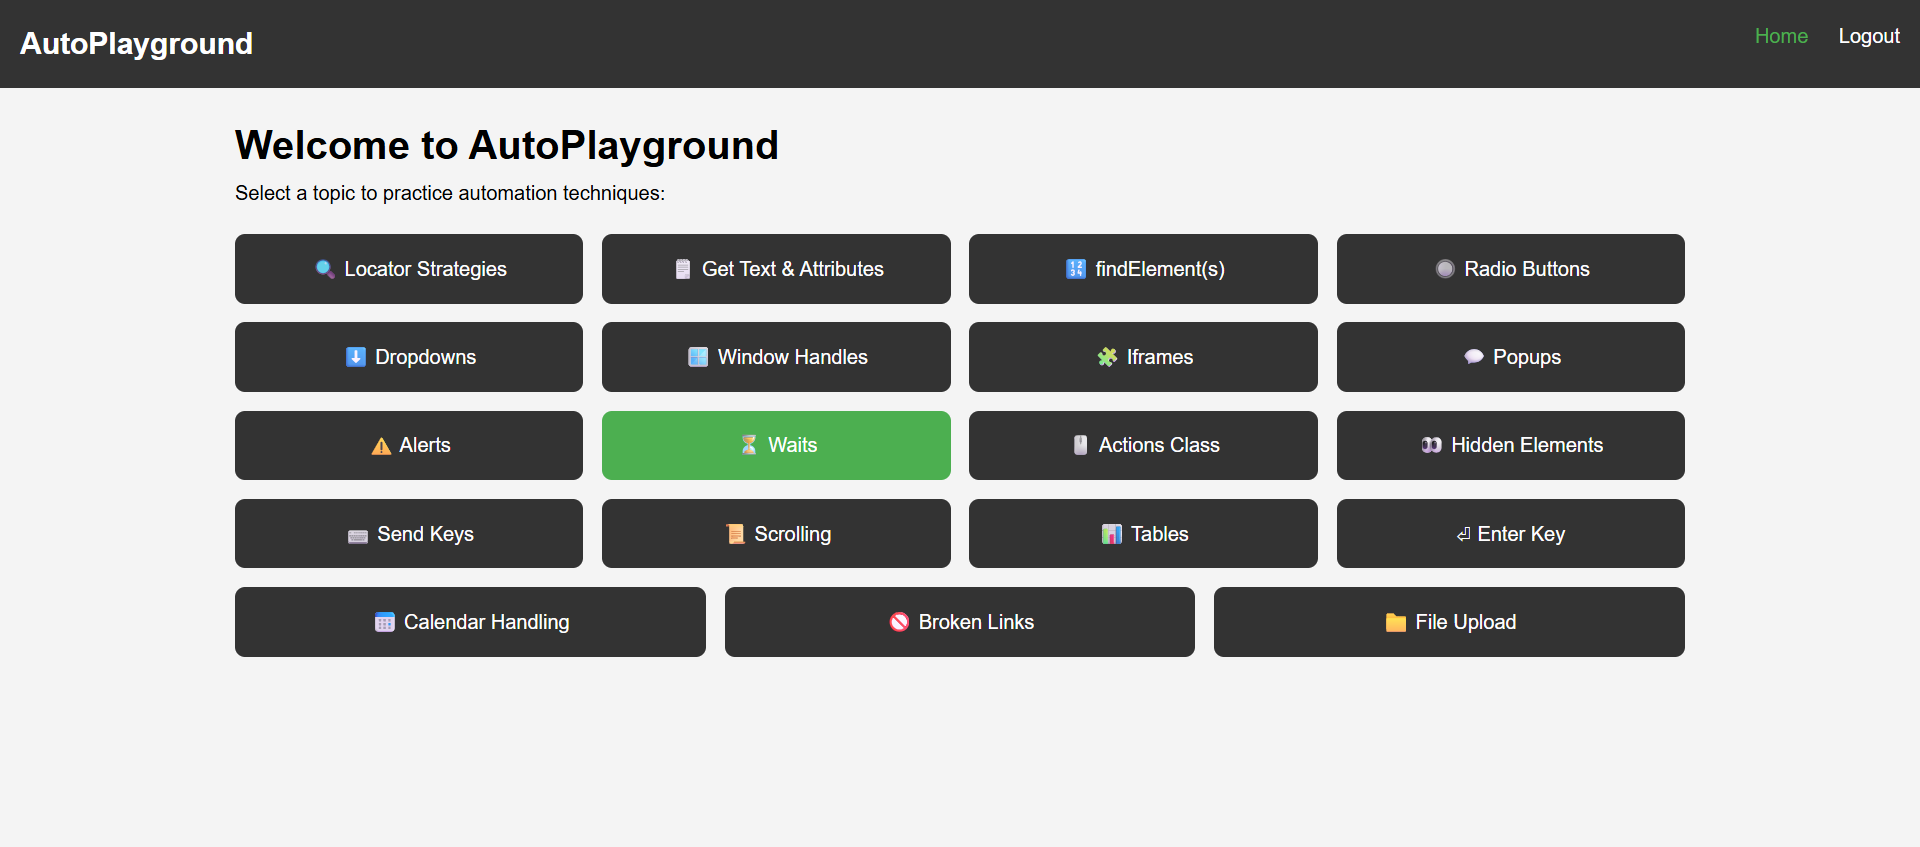 AutoPlayground
Home
Logout
Welcome to AutoPlayground
Select a topic to practice automation techniques:
Locator Strategies
Get Text & Attributes
findElement(s)
Radio Buttons
Dropdowns
Window Handles
Iframes
Popups
Alerts
Waits
Actions Class
Hidden Elements
Send Keys
Scrolling
Tables
Enter Key
Calendar Handling
Broken Links
File Upload